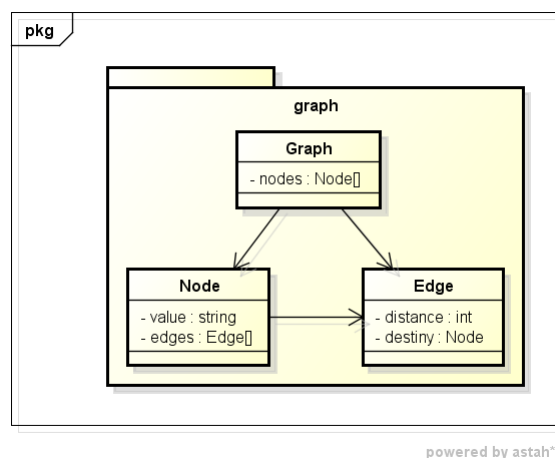 pkg
graph
Graph
- nodes : Node[]
Node
- value : string
- edges : Edge[]
Edge
- distance : int
- destiny : Node
powered by astah*